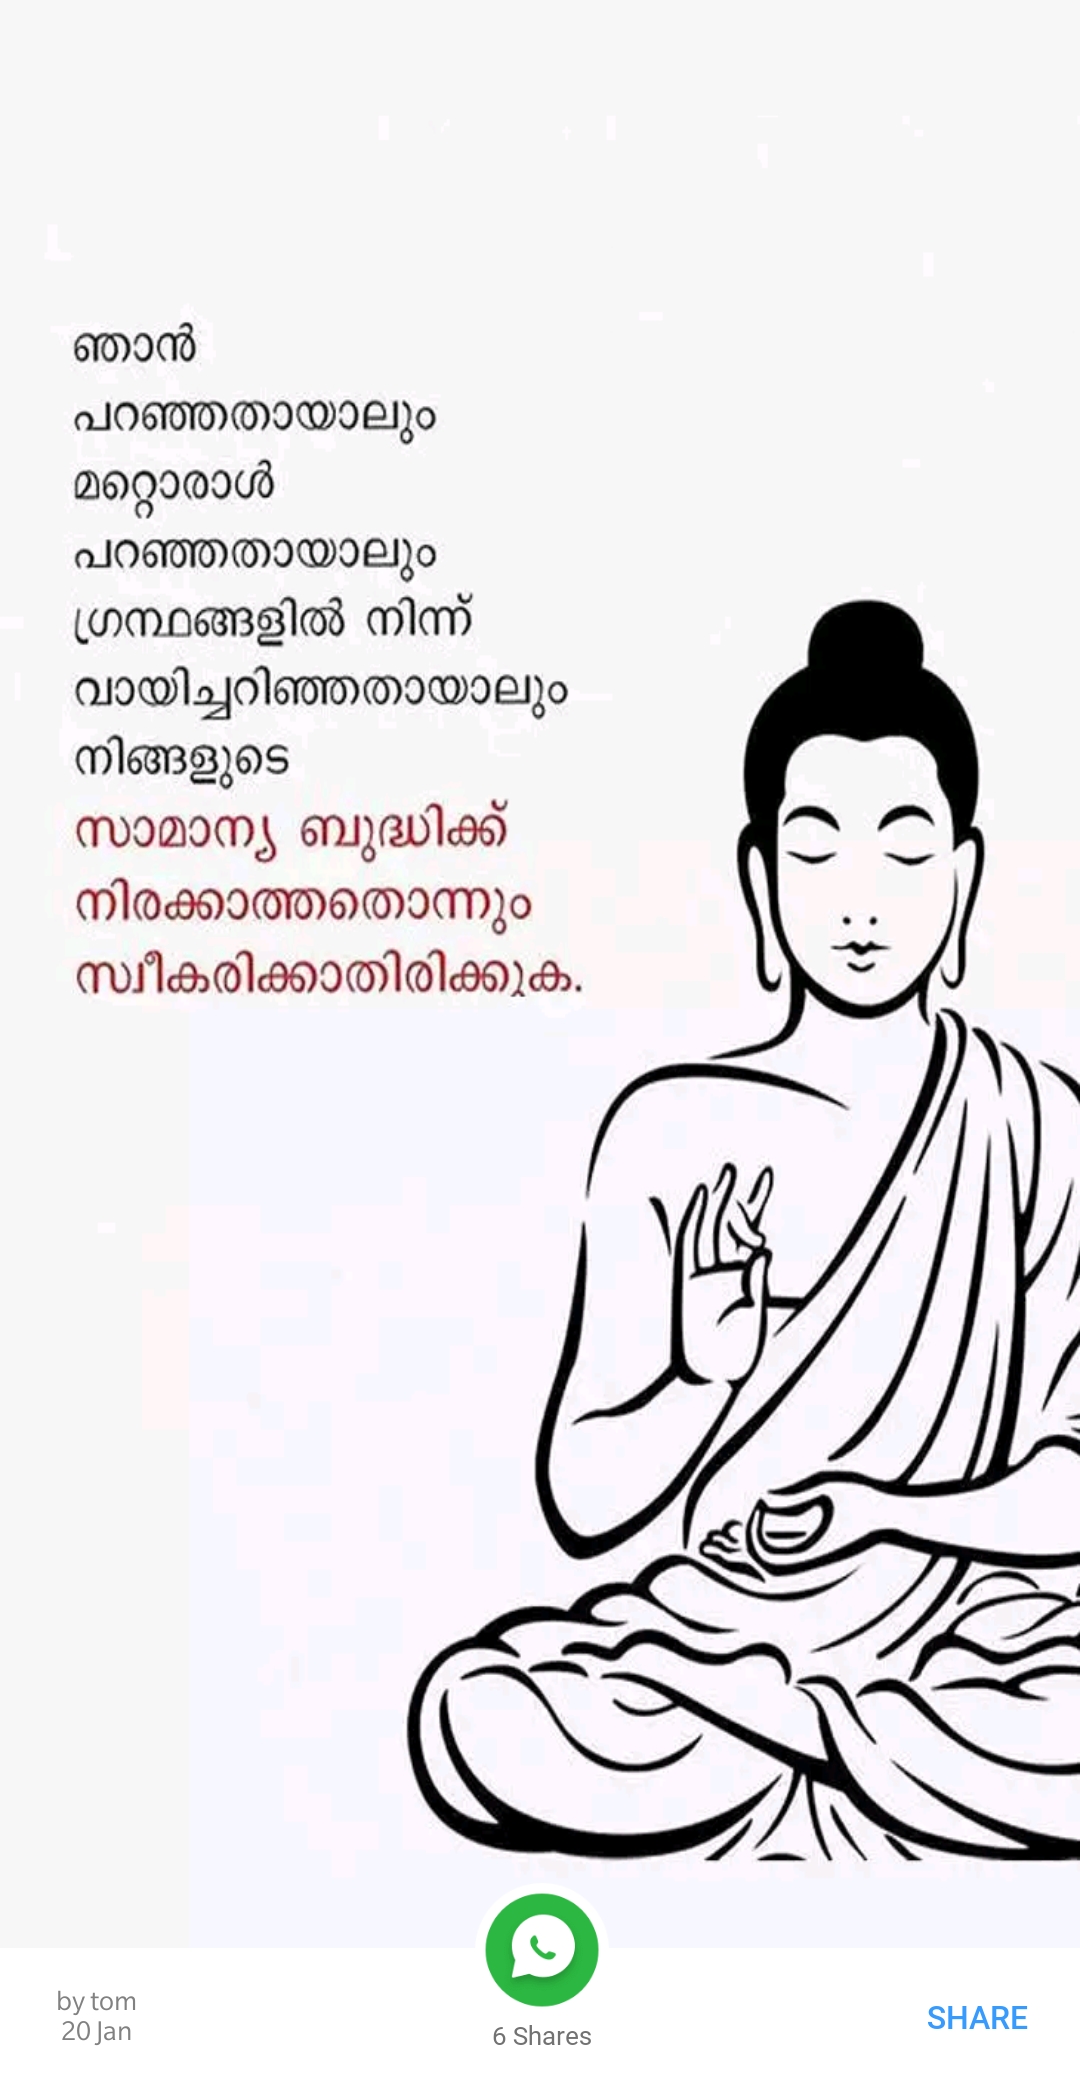 ഞാൻ
പറഞ്ഞതായാലും
മറ്റൊരാൾ
പറഞ്ഞതായാലും
ഗ്രന്ഥങ്ങളിൽ നിന്ന്
വായിച്ചറിഞ്ഞതായാലും
നിങ്ങളുടെ
സാമാന്യ ബുദ്ധിക്ക്
നിരക്കാത്തതൊന്നും
സ്വീകരിക്കാതിരിക്കുക.
by tom
20 Jan
6 Shares
SHARE